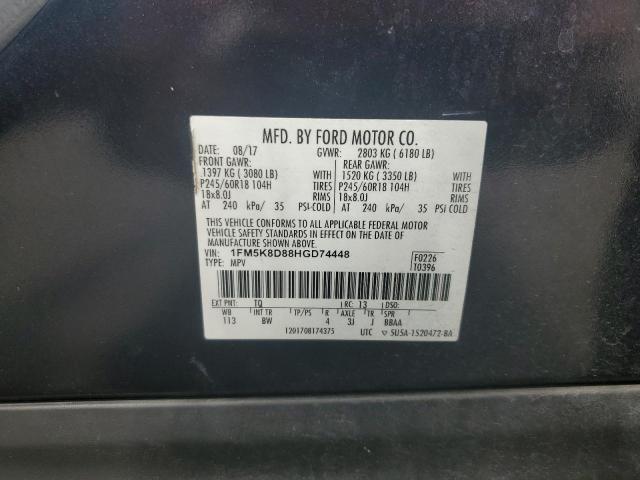 MFD. BY FORD MOTOR CO.
DATE: 08/17 GVWR: 2803 KG ( 6180 LB)
FRONT GAWR: REAR GAWR:
1397 KG ( 3080 LB) 1520 KG ( 3350 LB)
P245/60R18 104H TIRES P245/60R18 104H TIRES
18x8.0J RIMS 18x8.0J RIMS
AT 240 kPa/ 35 PSI-COLD AT 240 kPa/ 35 PSI COLD
THIS VEHICLE CONFORMS TO ALL APPLICABLE FEDERAL MOTOR
VEHICLE SAFETY STANDARDS IN EFFECT ON THE DATE OF
MANUFACTURE SHOWN ABOVE.
VIN: 1FM5K8D88HGD74448 F0226
TYPE: MPV T0396
EXT PNT: TQ RC: 13 DSO:
WB INT TR TP/PS R AXLE TR SPR
113 BW 4 3J J BBAA
1201708174375 UTC ▽ 5U5A-1520472-BA